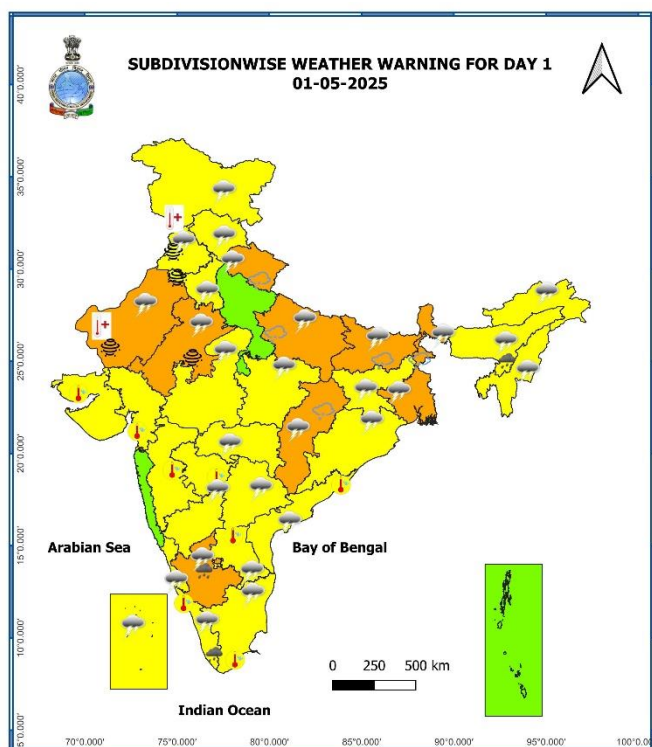 SUBDIVISIONWISE WEATHER WARNING FOR DAY 1
01-05-2025
40°0.000'
35°0.000'
30°0.000'
25°0.000'
20°0.000'
15°0.000'
10°0.000'
5°0.000'
Arabian Sea
Bay of Bengal
0 250 500 km
Indian Ocean
70°0.000' 75°0.000' 80°0.000' 85°0.000' 90°0.000' 95°0.000' 100°0.000'